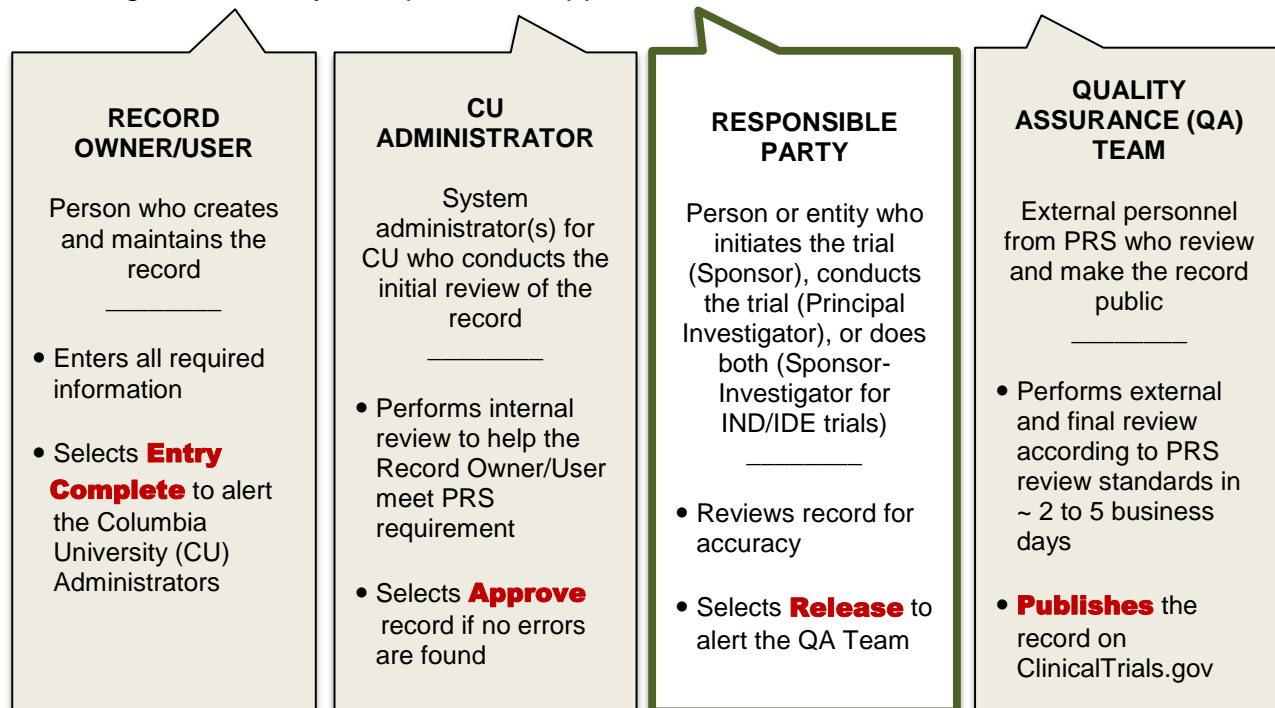 RECORD
OWNER/USER
Person who creates
and maintains the
record
________
• Enters all required
information
• Selects Entry
Complete to alert
the Columbia
University (CU)
Administrators
CU
ADMINISTRATOR
System
administrator(s) for
CU who conducts the
initial review of the
record
________
• Performs internal
review to help the
Record Owner/User
meet PRS
requirement
• Selects Approve
record if no errors
are found
RESPONSIBLE
PARTY
Person or entity who
initiates the trial
(Sponsor), conducts
the trial (Principal
Investigator), or does
both (Sponsor-
Investigator for
IND/IDE trials)
________
• Reviews record for
accuracy
• Selects Release to
alert the QA Team
QUALITY
ASSURANCE (QA)
TEAM
External personnel
from PRS who review
and make the record
public
________
• Performs external
and final review
according to PRS
review standards in
~ 2 to 5 business
days
• Publishes the
record on
ClinicalTrials.gov